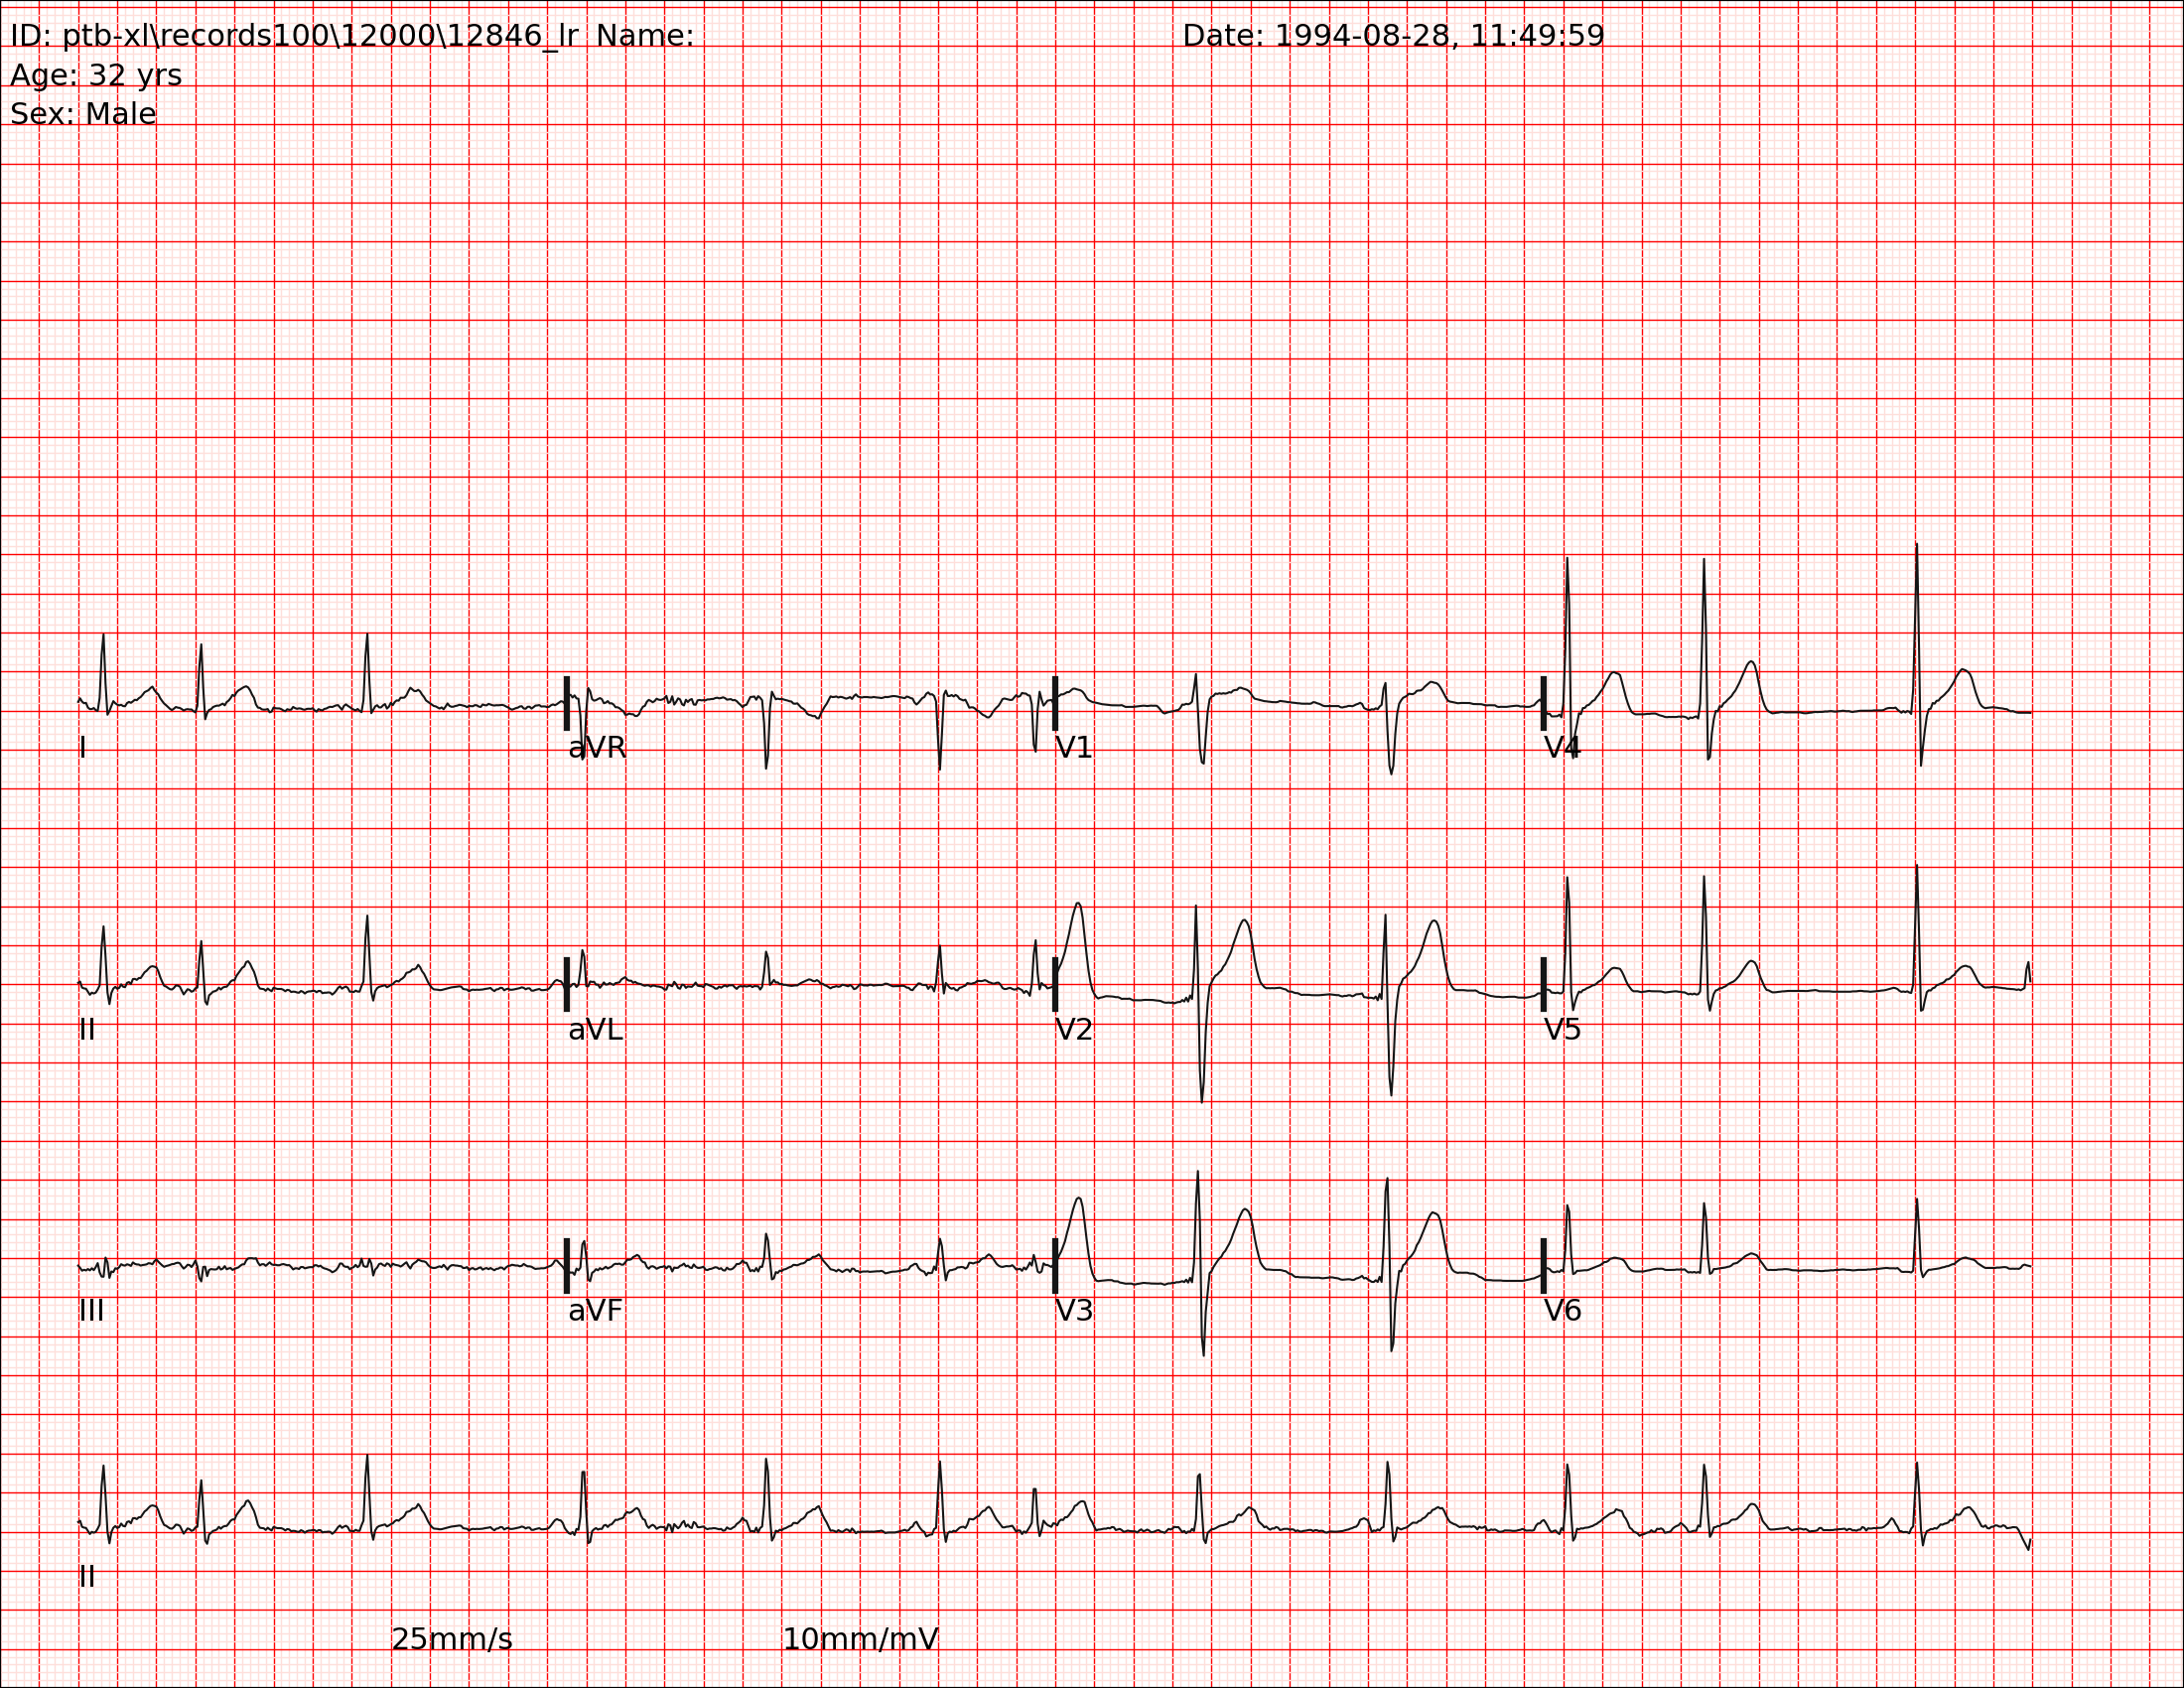 ID: ptb-xl\records100\12000\12846_lr Name: Date: 1994-08-28, 11:49:59
Age: 32 yrs
Sex: Male
I aVR V1 V4
II aVL V2 V5
III aVF V3 V6
II
25mm/s 10mm/mV